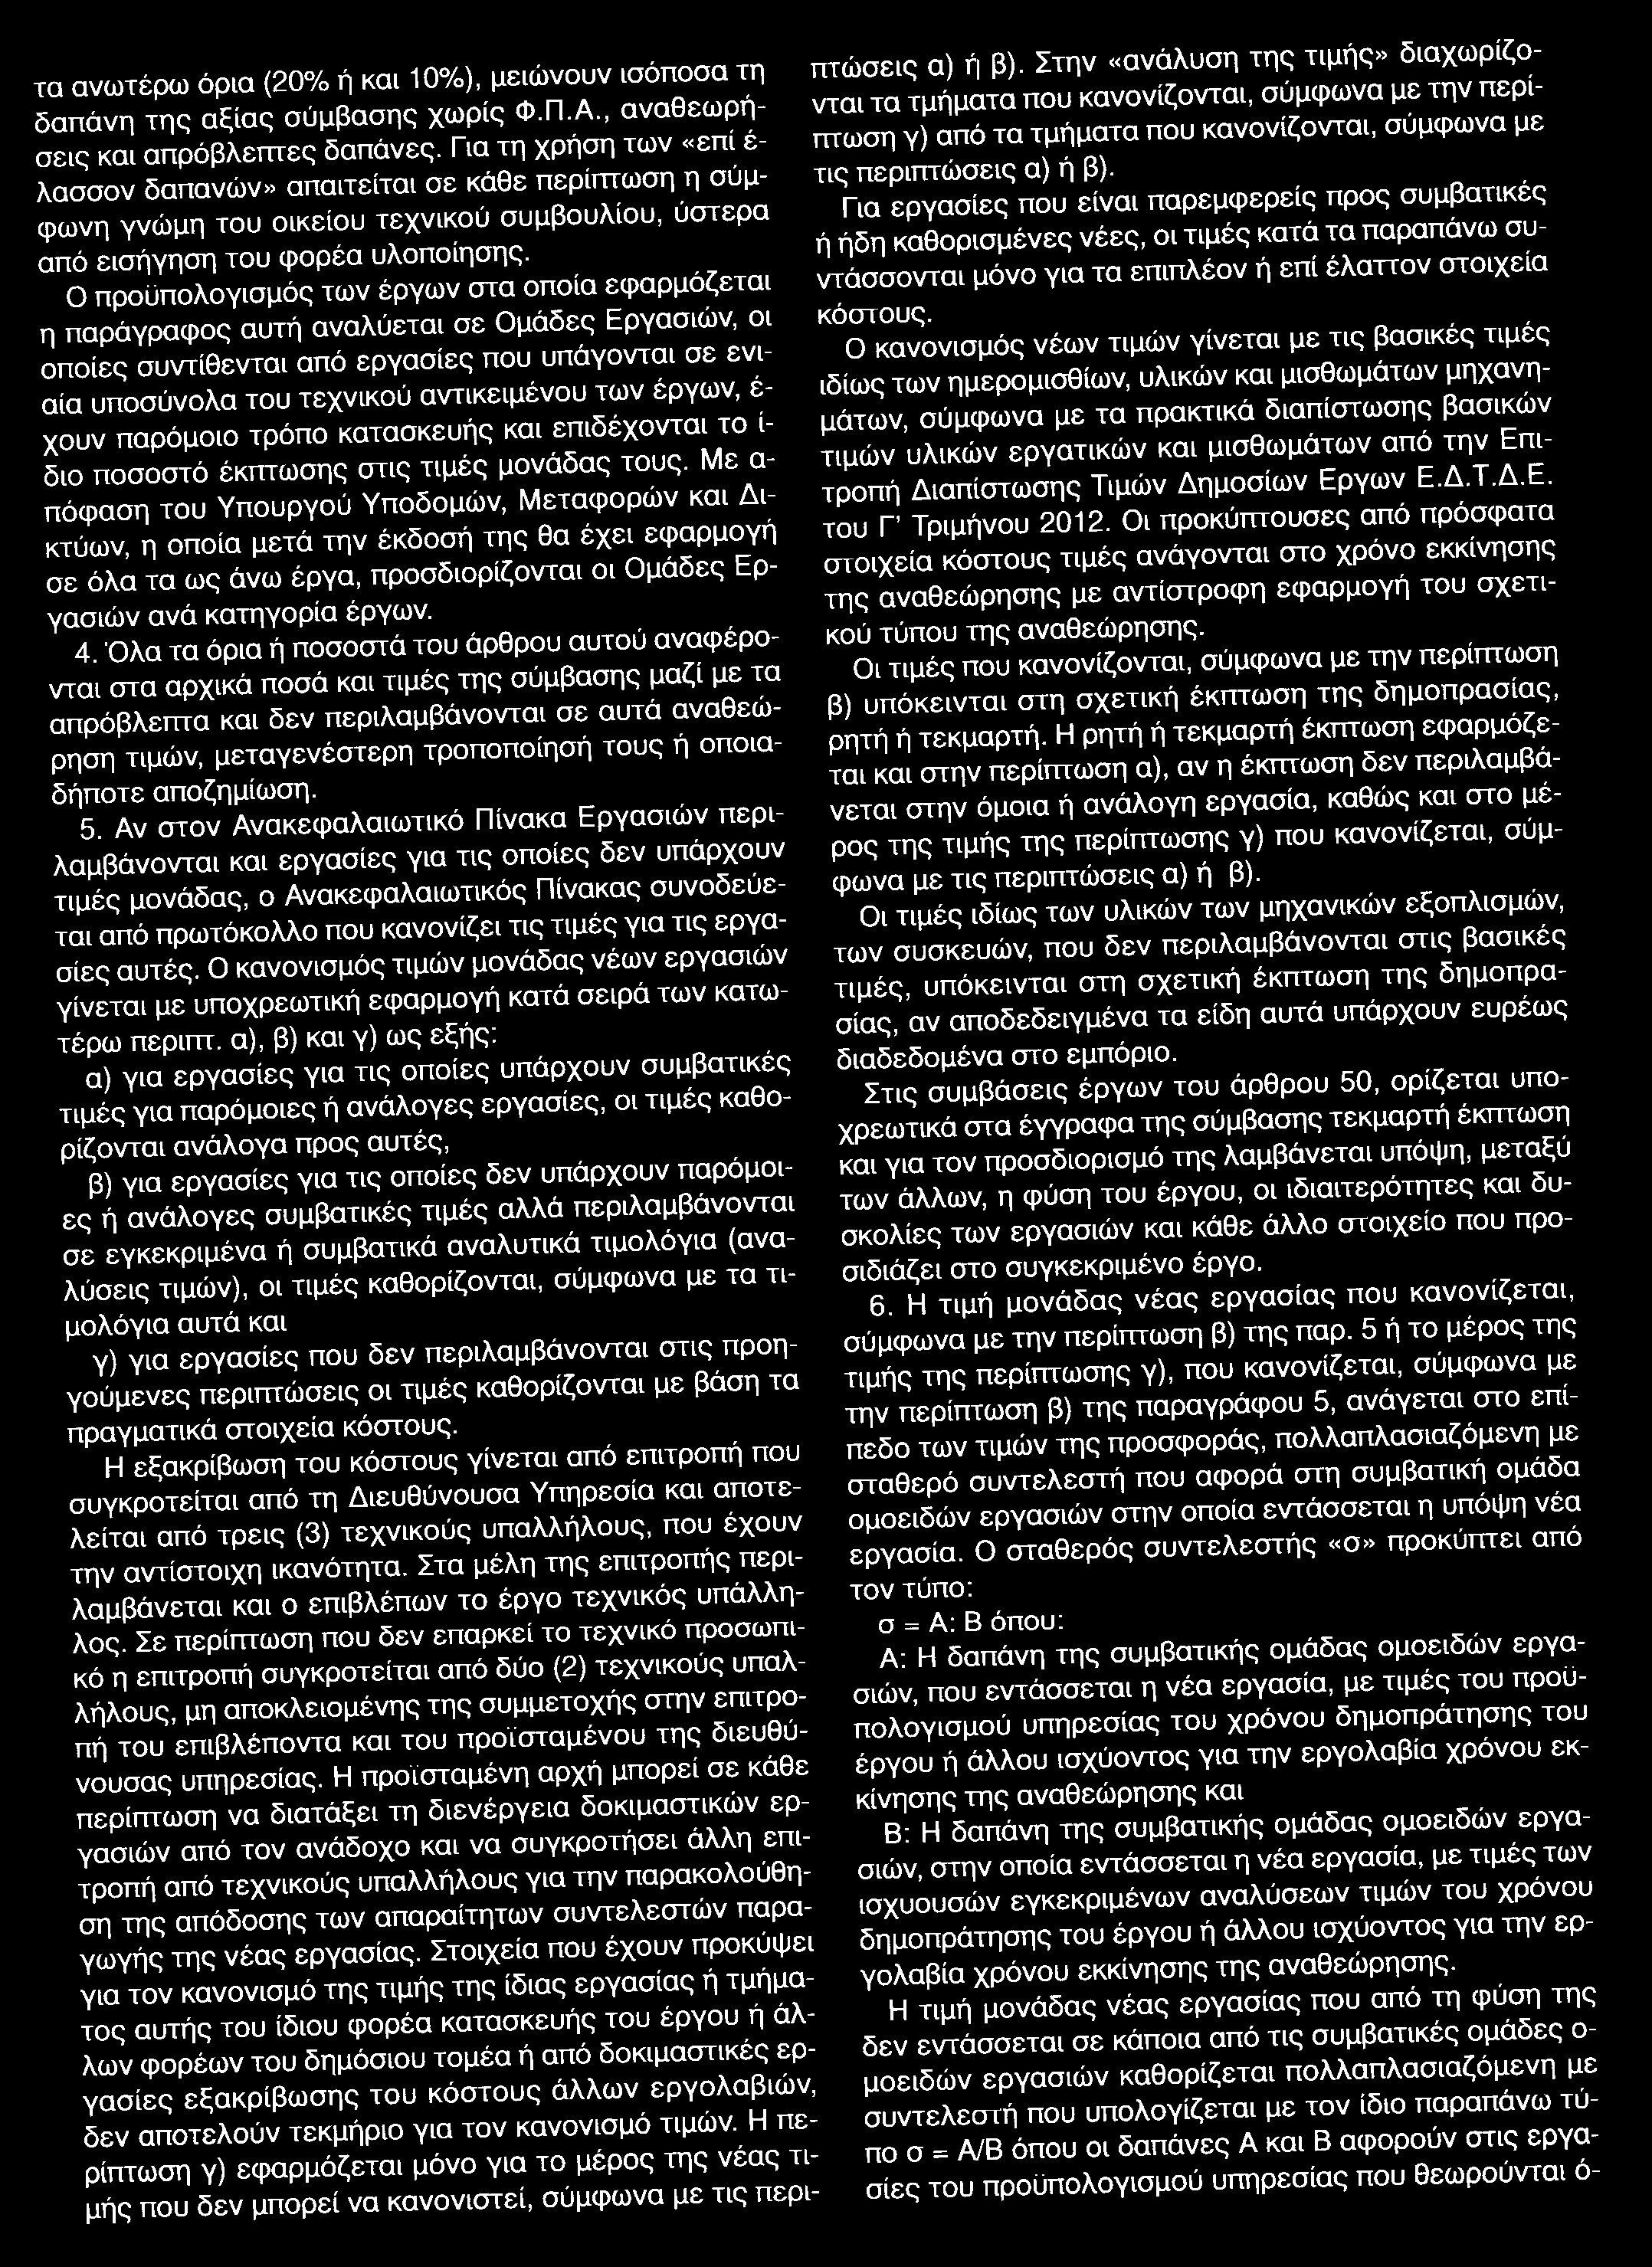 τα ανωτέρω όρια (20% ή και 10%), μειώνουν ισόποσα τη
δαπάνη της αξίας σύμβασης χωρίς Φ.Π.Α., αναθεωρή-
σεις και απρόβλεπτες δαπάνες. Για τη χρήση των «επί έ-
λασσον δαπανών» απαιτείται σε κάθε περίπτωση η σύμ-
φωνη γνώμη του οικείου τεχνικού συμβουλίου, ύστερα
από εισήγηση του φορέα υλοποίησης.
Ο προϋπολογισμός των έργων στα οποία εφαρμόζεται
η παράγραφος αυτή αναλύεται σε Ομάδες Εργασιών, οι
οποίες συντίθενται από εργασίες που υπάγονται σε ενι-
αία υποσύνολα του τεχνικού αντικειμένου των έργων, έ-
χουν παρόμοιο τρόπο κατασκευής και επιδέχονται το ί-
διο ποσοστό έκπτωσης στις τιμές μονάδας τους. Με α-
πόφαση του Υπουργού Υποδομών, Μεταφορών και Δι-
κτύων, η οποία μετά την έκδοσή της θα έχει εφαρμογή
σε όλα τα ως άνω έργα, προσδιορίζονται οι Ομάδες Ερ-
γασιών ανά κατηγορία έργων.
4. Όλα τα όρια ή ποσοστά του άρθρου αυτού αναφέρο-
νται στα αρχικά ποσά και τιμές της σύμβασης μαζί με τα
απρόβλεπτα και δεν περιλαμβάνονται σε αυτά αναθεώ-
ρηση τιμών, μεταγενέστερη τροποποίησή τους ή οποια-
δήποτε αποζημίωση.
5. Αν στον Ανακεφαλαιωτικό Πίνακα Εργασιών περι-
λαμβάνονται και εργασίες για τις οποίες δεν υπάρχουν
τιμές μονάδας, ο Ανακεφαλαιωτικός Πίνακας συνοδεύε-
ται από πρωτόκολλο που κανονίζει τις τιμές για τις εργα-
σίες αυτές. Ο κανονισμός τιμών μονάδας νέων εργασιών
γίνεται με υποχρεωτική εφαρμογή κατά σειρά των κατω-
τέρω περιπτ. α), β) και γ) ως εξής:
α) για εργασίες για τις οποίες υπάρχουν συμβατικές
τιμές για παρόμοιες ή ανάλογες εργασίες, οι τιμές καθο-
ρίζονται ανάλογα προς αυτές,
β) για εργασίες για τις οποίες δεν υπάρχουν παρόμοι-
ες ή ανάλογες συμβατικές τιμές αλλά περιλαμβάνονται
σε εγκεκριμένα ή συμβατικά αναλυτικά τιμολόγια (ανα-
λύσεις τιμών), οι τιμές καθορίζονται, σύμφωνα με τα τι-
μολόγια αυτά και
γ) για εργασίες που δεν περιλαμβάνονται στις προη-
γούμενες περιπτώσεις οι τιμές καθορίζονται με βάση τα
πραγματικά στοιχεία κόστους.
Η εξακρίβωση του κόστους γίνεται από επιτροπή που
συγκροτείται από τη Διευθύνουσα Υπηρεσία και αποτε-
λείται από τρεις (3) τεχνικούς υπαλλήλους, που έχουν
την αντίστοιχη ικανότητα. Στα μέλη της επιτροπής περι-
λαμβάνεται και ο επιβλέπων το έργο τεχνικός υπάλλη-
λος. Σε περίπτωση που δεν επαρκεί το τεχνικό προσωπι-
κό η επιτροπή συγκροτείται από δύο (2) τεχνικούς υπαλ-
λήλους, μη αποκλειομένης της συμμετοχής στην επιτρο-
πή του επιβλέποντα και του προϊσταμένου της διευθύ-
νουσας υπηρεσίας. Η προϊσταμένη αρχή μπορεί σε κάθε
περίπτωση να διατάξει τη διενέργεια δοκιμαστικών ερ-
γασιών από τον ανάδοχο και να συγκροτήσει άλλη επι-
τροπή από τεχνικούς υπαλλήλους για την παρακολούθη-
ση της απόδοσης των απαραίτητων συντελεστών παρα-
γωγής της νέας εργασίας. Στοιχεία που έχουν προκύψει
για τον κανονισμό της τιμής της ίδιας εργασίας ή τμήμα-
τος αυτής του ίδιου φορέα κατασκευής του έργου ή άλ-
λων φορέων του δημόσιου τομέα ή από δοκιμαστικές ερ-
γασίες εξακρίβωσης του κόστους άλλων εργολαβιών,
δεν αποτελούν τεκμήριο για τον κανονισμό τιμών. Η πε-
ρίπτωση γ) εφαρμόζεται μόνο για το μέρος της νέας τι-
μής που δεν μπορεί να κανονιστεί, σύμφωνα με τις περι-
πτώσεις α) ή β). Στην «ανάλυση της τιμής» διαχωρίζο-
νται τα τμήματα που κανονίζονται, σύμφωνα με την περί-
πτωση γ) από τα τμήματα που κανονίζονται, σύμφωνα με
τις περιπτώσεις α) ή β).
Για εργασίες που είναι παρεμφερείς προς συμβατικές
ή ήδη καθορισμένες νέες, οι τιμές κατά τα παραπάνω συ-
ντάσσονται μόνο για τα επιπλέον ή επί έλαττον στοιχεία
κόστους.
Ο κανονισμός νέων τιμών γίνεται με τις βασικές τιμές
ιδίως των ημερομισθίων, υλικών και μισθωμάτων μηχανη-
μάτων, σύμφωνα με τα πρακτικά διαπίστωσης βασικών
τιμών υλικών εργατικών και μισθωμάτων από την Επι-
τροπή Διαπίστωσης Τιμών Δημοσίων Εργων Ε.Δ.Τ.Δ.Ε.
του Γ’ Τριμήνου 2012. Οι προκύπτουσες από πρόσφατα
στοιχεία κόστους τιμές ανάγονται στο χρόνο εκκίνησης
της αναθεώρησης με αντίστροφη εφαρμογή του σχετι-
κού τύπου της αναθεώρησης.
Οι τιμές που κανονίζονται, σύμφωνα με την περίπτωση
β) υπόκεινται στη σχετική έκπτωση της δημοπρασίας,
ρητή ή τεκμαρτή. Η ρητή ή τεκμαρτή έκπτωση εφαρμόζε-
ται και στην περίπτωση α), αν η έκπτωση δεν περιλαμβά-
νεται στην όμοια ή ανάλογη εργασία, καθώς και στο μέ-
ρος της τιμής της περίπτωσης γ) που κανονίζεται, σύμ-
φωνα με τις περιπτώσεις α) ή β).
Οι τιμές ιδίως των υλικών των μηχανικών εξοπλισμών,
των συσκευών, που δεν περιλαμβάνονται στις βασικές
τιμές, υπόκεινται στη σχετική έκπτωση της δημοπρα-
σίας, αν αποδεδειγμένα τα είδη αυτά υπάρχουν ευρέως
διαδεδομένα στο εμπόριο.
Στις συμβάσεις έργων του άρθρου 50, ορίζεται υπο-
χρεωτικά στα έγγραφα της σύμβασης τεκμαρτή έκπτωση
και για τον προσδιορισμό της λαμβάνεται υπόψη, μεταξύ
των άλλων, η φύση του έργου, οι ιδιαιτερότητες και δυ-
σκολίες των εργασιών και κάθε άλλο στοιχείο που προ-
σιδιάζει στο συγκεκριμένο έργο.
6. Η τιμή μονάδας νέας εργασίας που κανονίζεται,
σύμφωνα με την περίπτωση β) της παρ. 5 ή το μέρος της
τιμής της περίπτωσης γ), που κανονίζεται, σύμφωνα με
την περίπτωση β) της παραγράφου 5, ανάγεται στο επί-
πεδο των τιμών της προσφοράς, πολλαπλασιαζόμενη με
σταθερό συντελεστή που αφορά στη συμβατική ομάδα
ομοειδών εργασιών στην οποία εντάσσεται η υπόψη νέα
εργασία. Ο σταθερός συντελεστής «σ» προκύπτει από
τον τύπο:
σ = Α: Β όπου:
Α: Η δαπάνη της συμβατικής ομάδας ομοειδών εργα-
σιών, που εντάσσεται η νέα εργασία, με τιμές του προϋ-
πολογισμού υπηρεσίας του χρόνου δημοπράτησης του
έργου ή άλλου ισχύοντος για την εργολαβία χρόνου εκ-
κίνησης της αναθεώρησης και
Β: Η δαπάνη της συμβατικής ομάδας ομοειδών εργα-
σιών, στην οποία εντάσσεται η νέα εργασία, με τιμές των
ισχυουσών εγκεκριμένων αναλύσεων τιμών του χρόνου
δημοπράτησης του έργου ή άλλου ισχύοντος για την ερ-
γολαβία χρόνου εκκίνησης της αναθεώρησης.
Η τιμή μονάδας νέας εργασίας που από τη φύση της
δεν εντάσσεται σε κάποια από τις συμβατικές ομάδες ο-
μοειδών εργασιών καθορίζεται πολλαπλασιαζόμενη με
συντελεστή που υπολογίζεται με τον ίδιο παραπάνω τύ-
πο σ = Α/Β όπου οι δαπάνες Α και Β αφορούν στις εργα-
σίες του προϋπολογισμού υπηρεσίας που θεωρούνται ό-